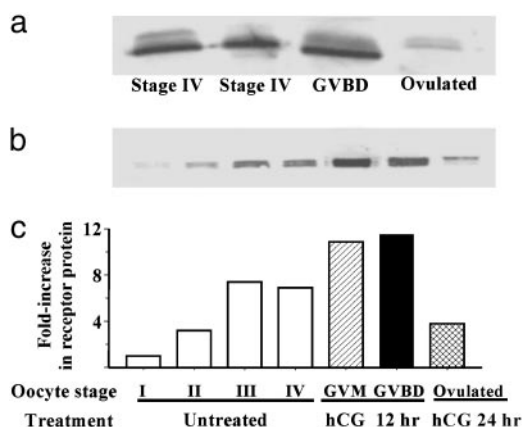 a
Stage IV Stage IV GVBD Ovulated
b
c
Fold-increase
in receptor protein
12
8
4
Oocyte stage I II III IV GVM GVBD Ovulated
Treatment Untreated hCG 12 hr hCG 24 hr